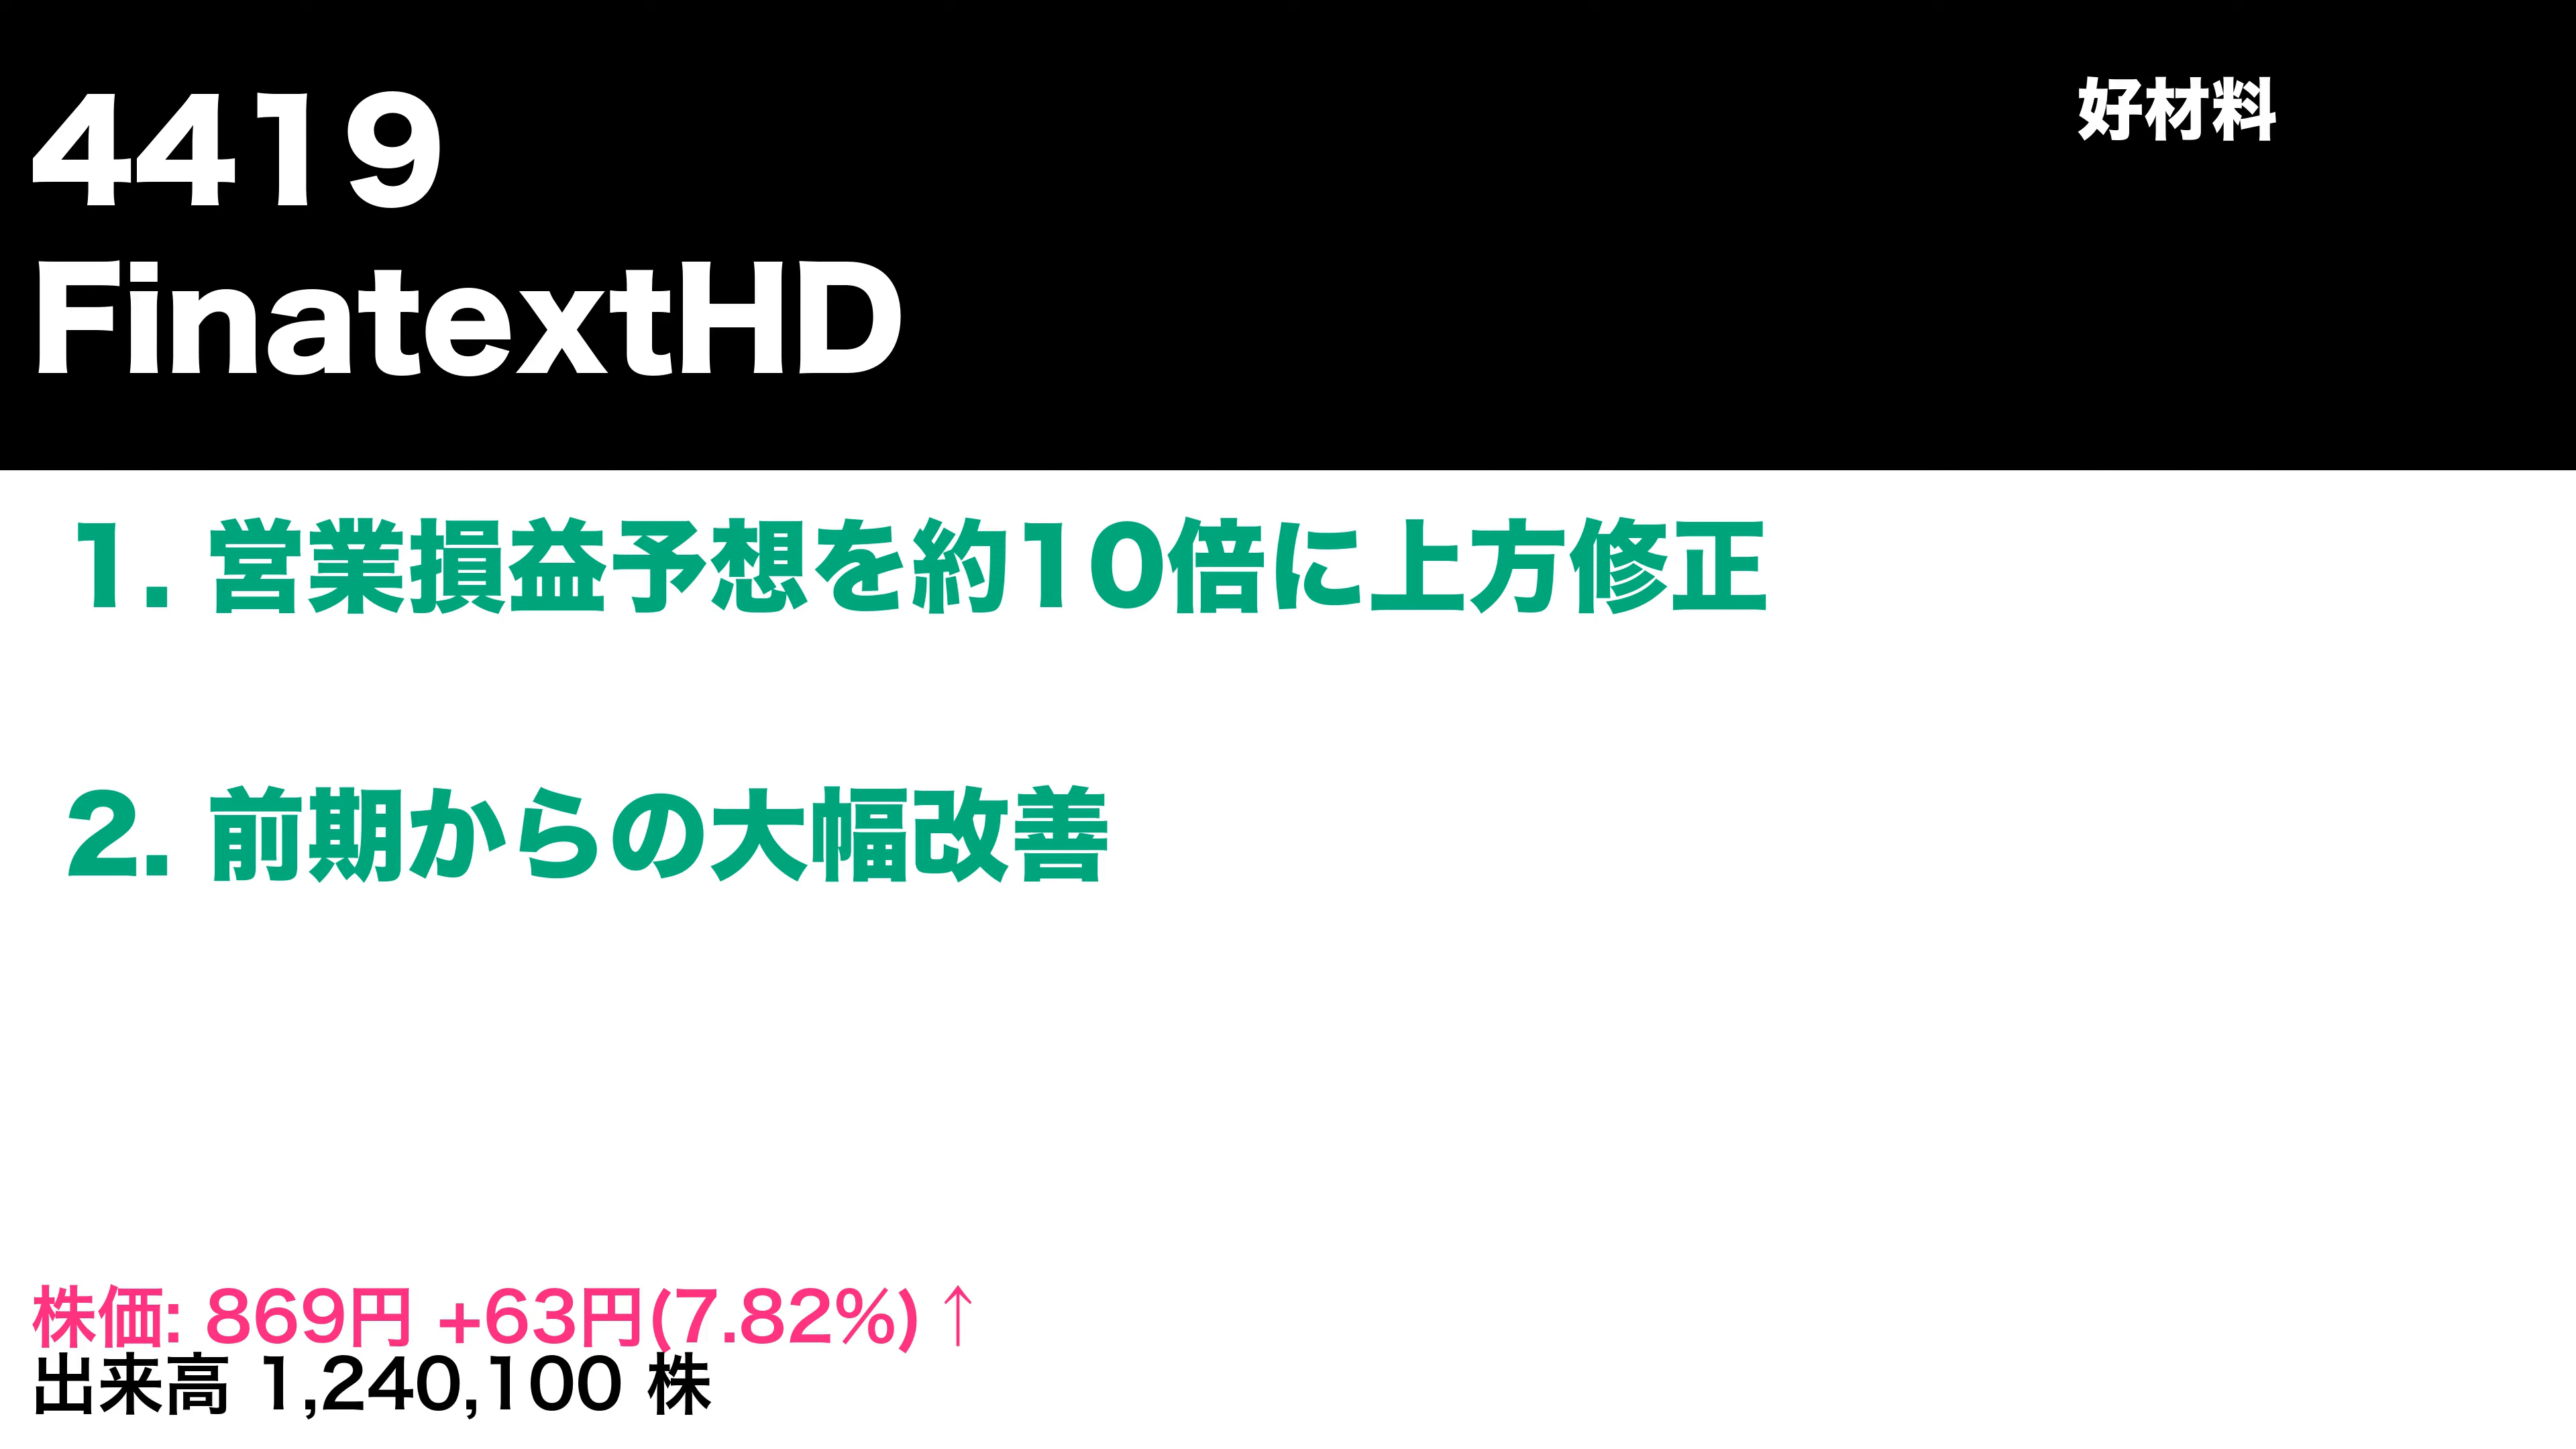 4419
FinatextHD
好材料
1. 営業損益予想を約10倍に上方修正
2. 前期からの大幅改善
株価: 869円 +63円(7.82%)↑
出来高 1,240,100 株